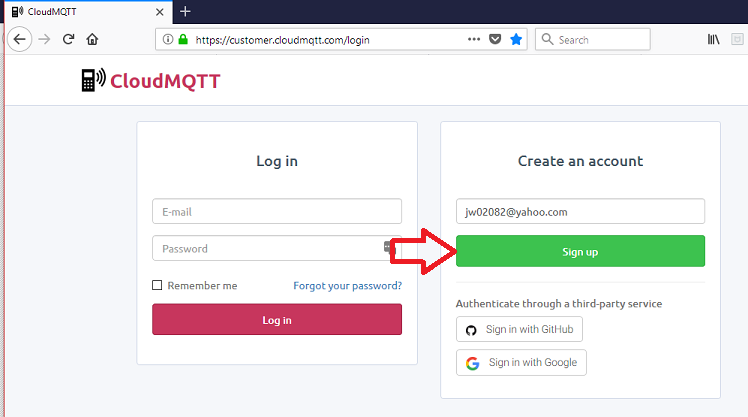 CloudMQTT
https://customer.cloudmqtt.com/login
Search
CloudMQTT
Log in
E-mail
Password
Remember me
Forgot your password?
Log in
Create an account
jw02082@yahoo.com
Sign up
Authenticate through a third-party service
Sign in with GitHub
Sign in with Google